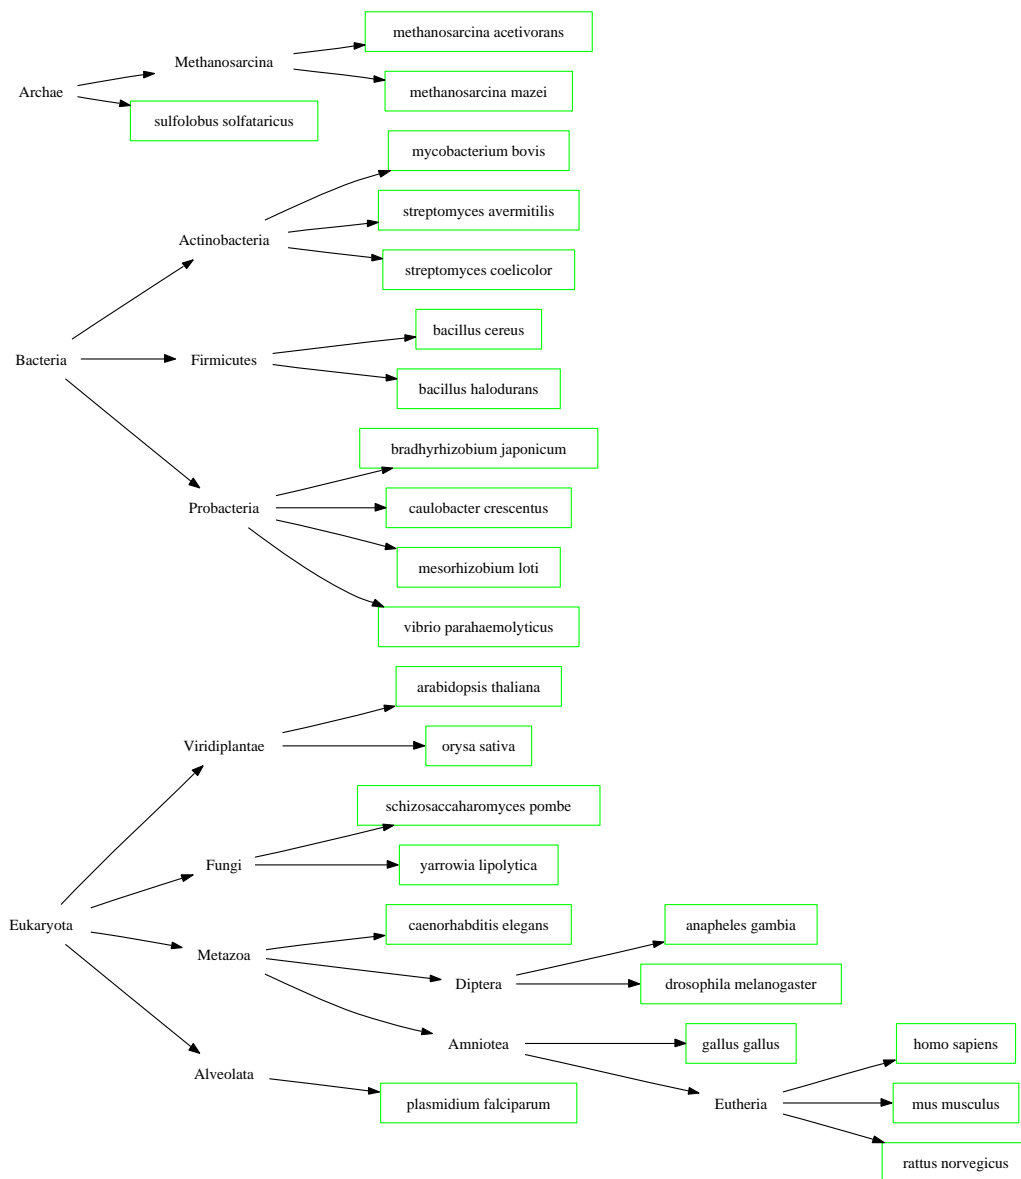 methanosarcina acetivorans
Methanosarcina
Archae
methanosarcina mazei
sulfolobus solfataricus
mycobacterium bovis
streptomyces avermitilis
Actinobacteria
streptomyces coelicolor
bacillus cereus
Bacteria
Firmicutes
bacillus halodurans
bradhyrhizobium japonicum
Probacteria
caulobacter crescentus
mesorhizobium loti
vibrio parahaemolyticus
arabidopsis thaliana
Viridiplantae
orysa sativa
schizosaccaharomyces pombe
Fungi
yarrowia lipolytica
Eukaryota
caenorhabditis elegans
anapheles gambia
Metazoa
Diptera
drosophila melanogaster
Amniotea
gallus gallus
homo sapiens
Alveolata
plasmidium falciparum
Eutheria
mus musculus
rattus norvegicus